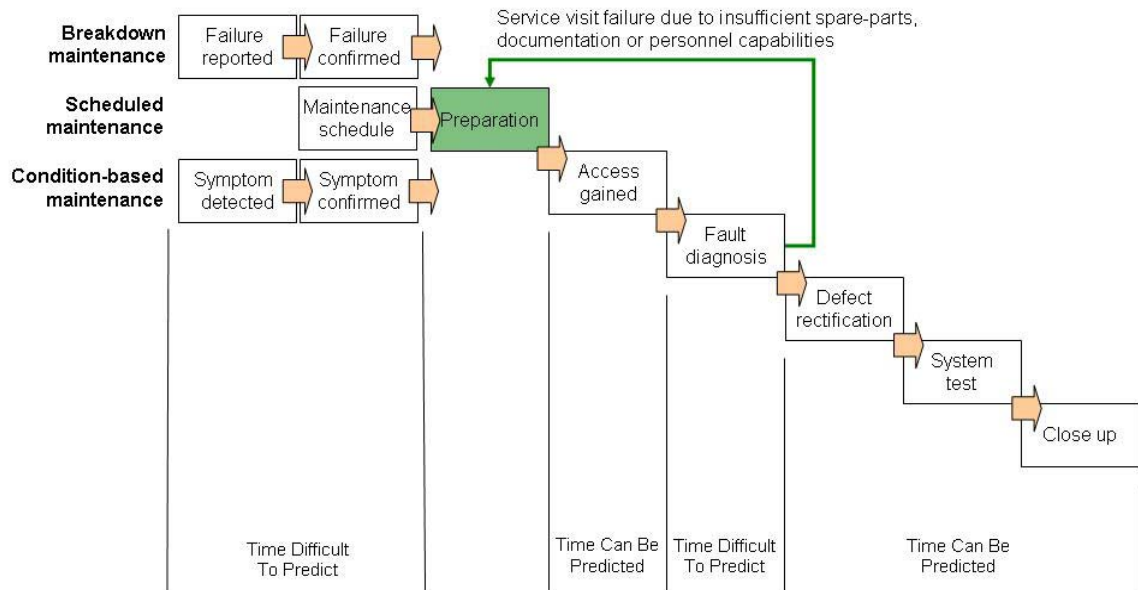 Service visit failure due to insufficient spare-parts,
documentation or personnel capabilities
Breakdown
maintenance
Failure
reported
Failure
confirmed
Scheduled
maintenance
Maintenance
schedule
Preparation
Condition-based
maintenance
Symptom
detected
Symptom
confirmed
Access
gained
Fault
diagnosis
Defect
rectification
System
test
Close up
Time Difficult
To Predict
Time Can Be
Predicted
Time Difficult
To Predict
Time Can Be
Predicted